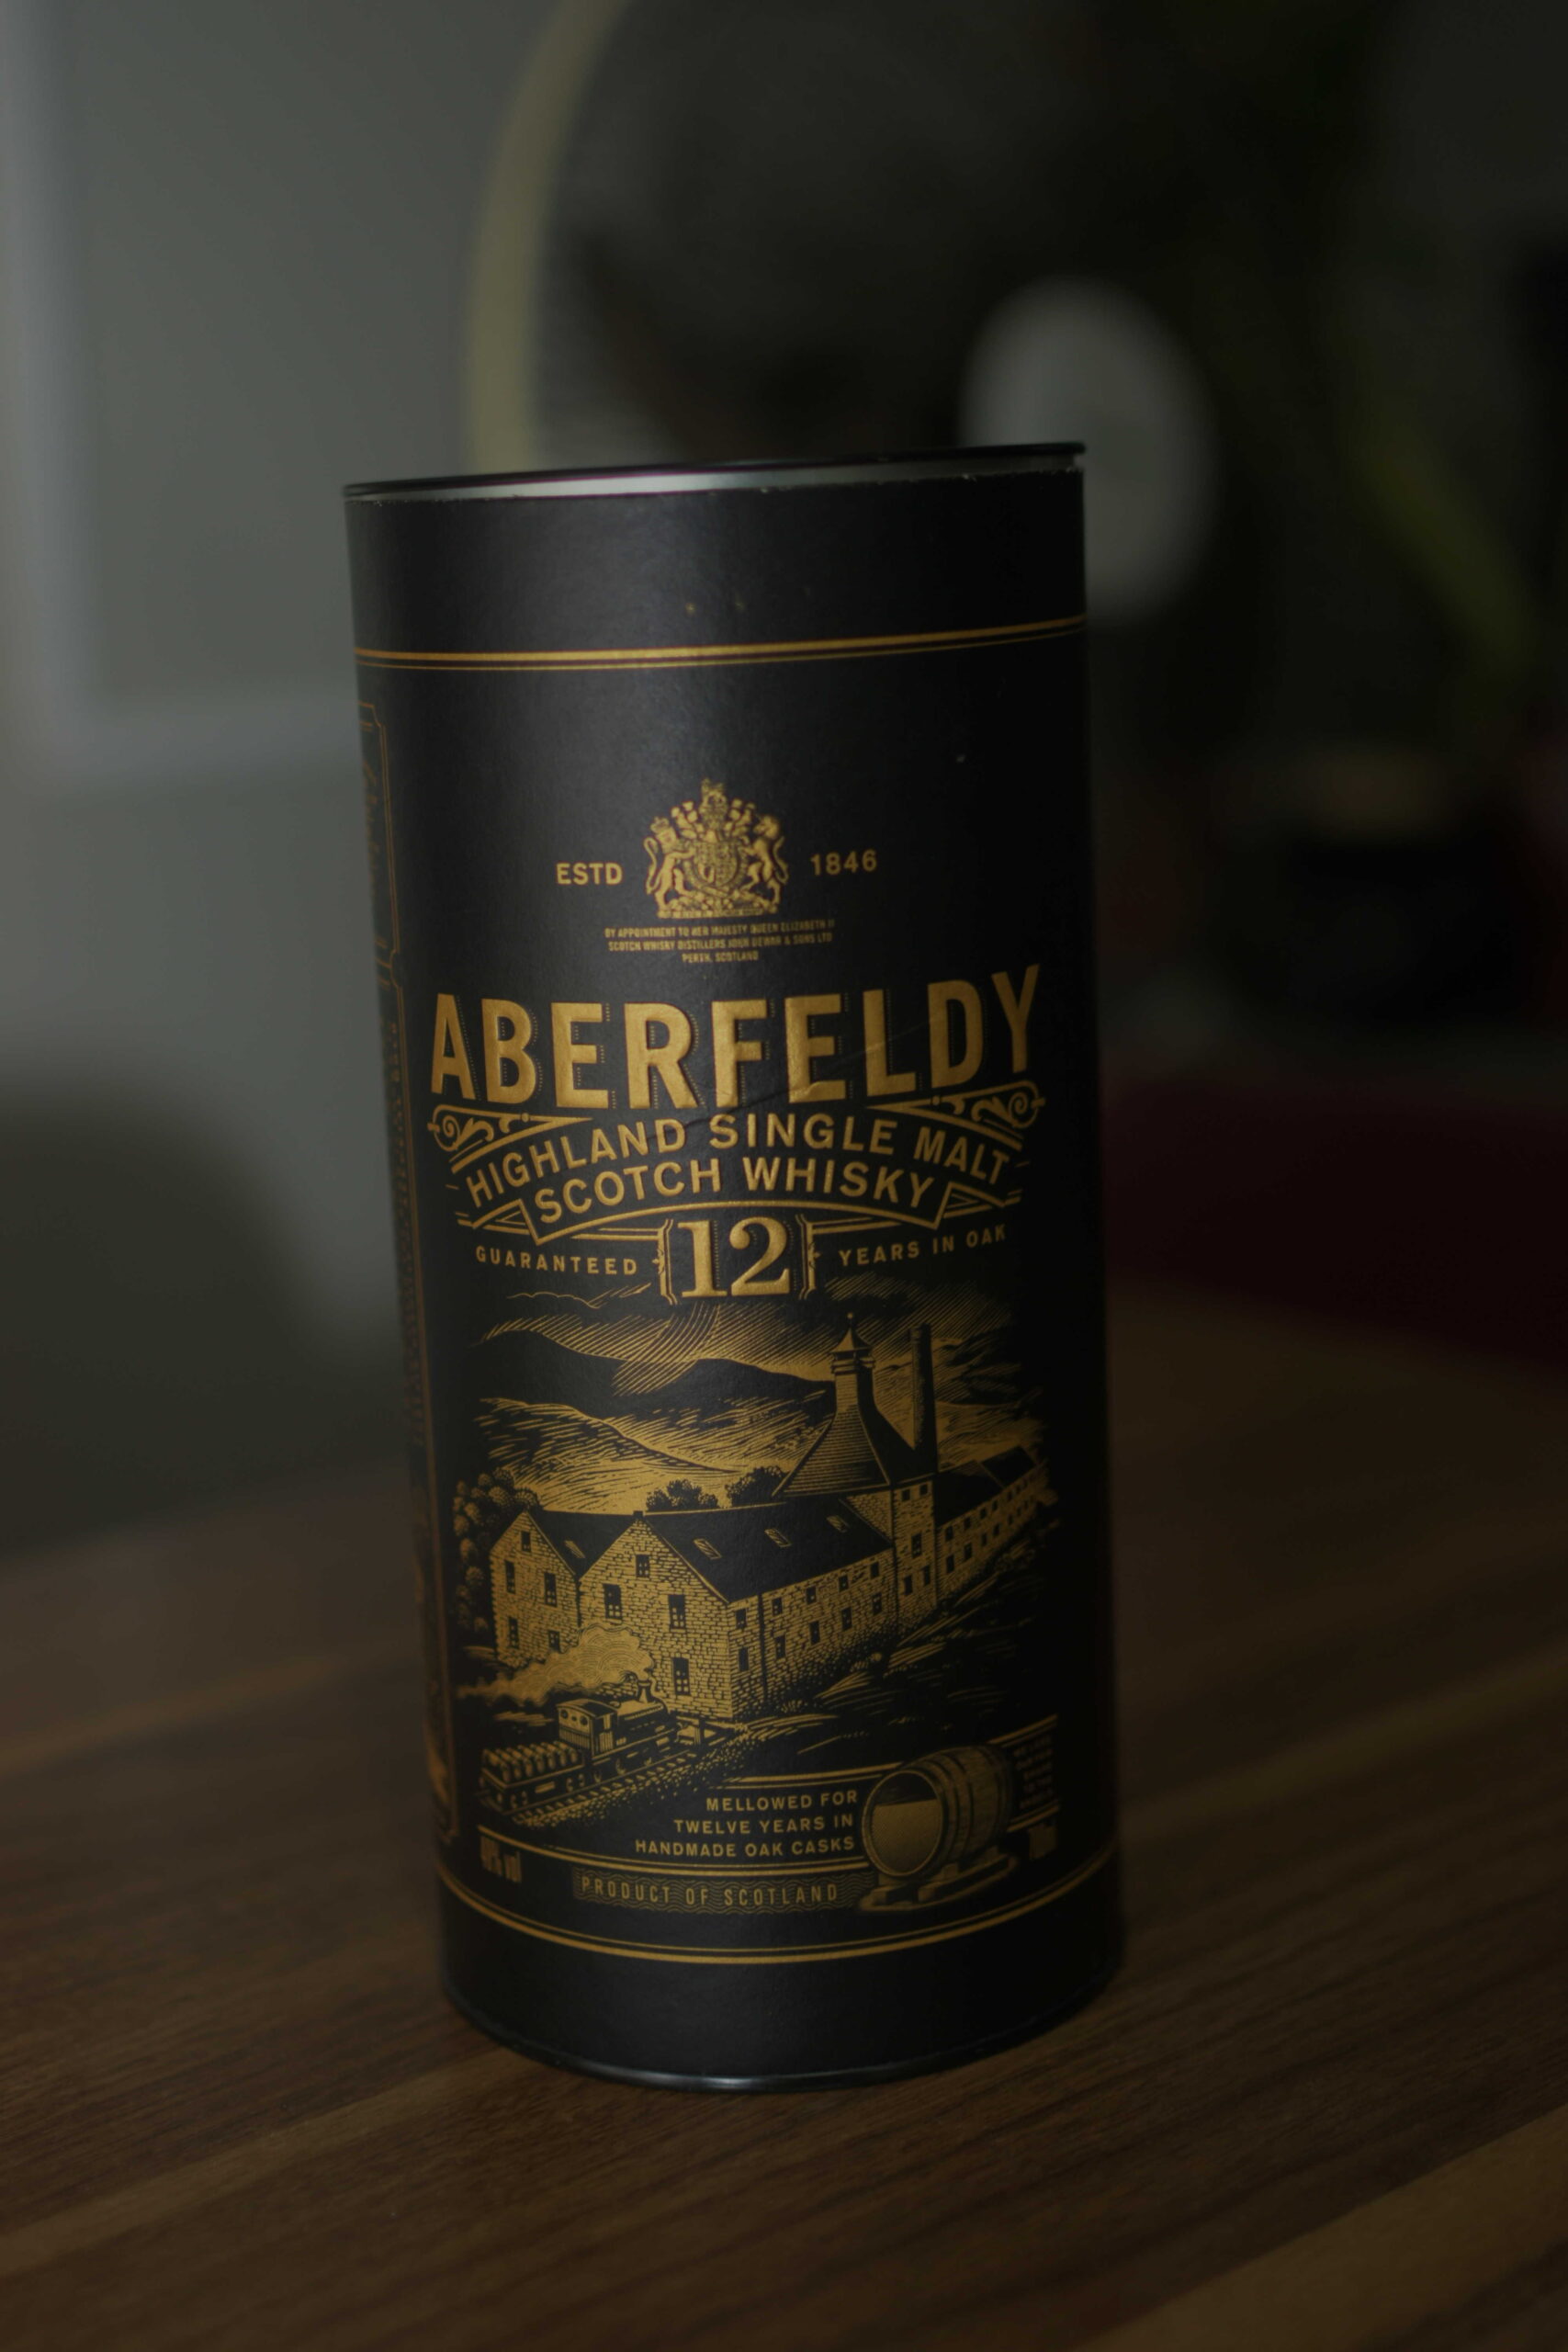 ESTD 1846
BY APPOINTMENT TO HER MAJESTY QUEEN ELIZABETH II
SCOTCH WHISKY DISTILLERS JOHN DEWAR & SONS LTD
PERTH, SCOTLAND
ABERFELDY
HIGHLAND SINGLE MALT
SCOTCH WHISKY
GUARANTEED 12 YEARS IN OAK
MELLOWED FOR
TWELVE YEARS IN
HANDMADE OAK CASKS
40% vol
PRODUCT OF SCOTLAND